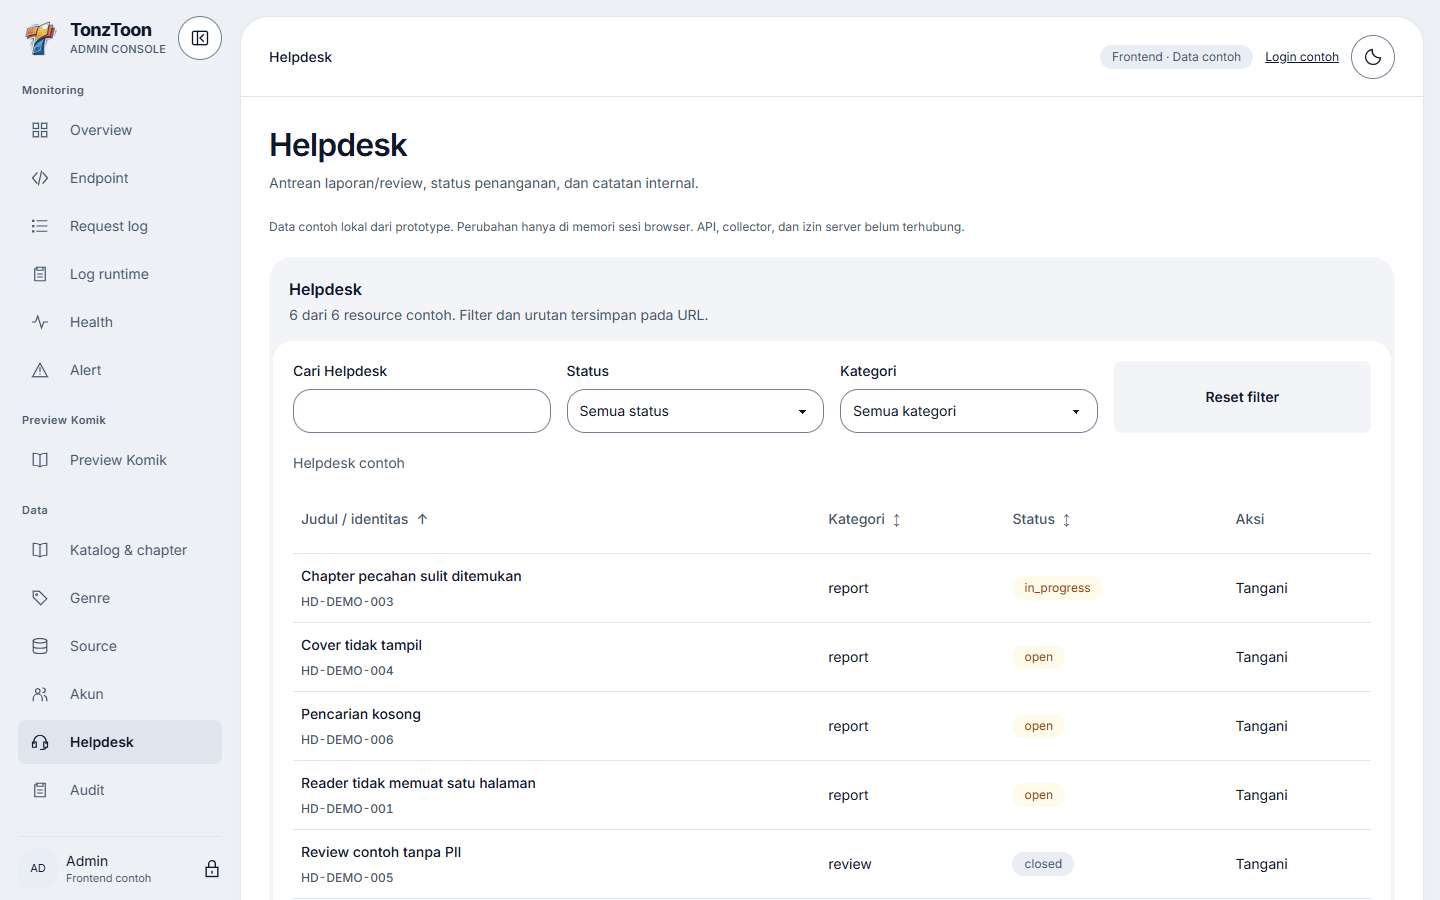 TonzToon
ADMIN CONSOLE
Monitoring
Overview
Endpoint
Request log
Log runtime
Health
Alert
Preview Komik
Preview Komik
Data
Katalog & chapter
Genre
Source
Akun
Helpdesk
Audit
AD
Admin
Frontend contoh
Helpdesk
Frontend · Data contoh
Login contoh
Helpdesk
Antrean laporan/review, status penanganan, dan catatan internal.
Data contoh lokal dari prototype. Perubahan hanya di memori sesi browser. API, collector, dan izin server belum terhubung.
Helpdesk
6 dari 6 resource contoh. Filter dan urutan tersimpan pada URL.
Cari Helpdesk
Status
Semua status
Kategori
Semua kategori
Reset filter
Helpdesk contoh
Judul / identitas ↑ Kategori ↕ Status ↕ Aksi
Chapter pecahan sulit ditemukan
HD-DEMO-003
report in_progress Tangani
Cover tidak tampil
HD-DEMO-004
report open Tangani
Pencarian kosong
HD-DEMO-006
report open Tangani
Reader tidak memuat satu halaman
HD-DEMO-001
report open Tangani
Review contoh tanpa PII
HD-DEMO-005
review closed Tangani